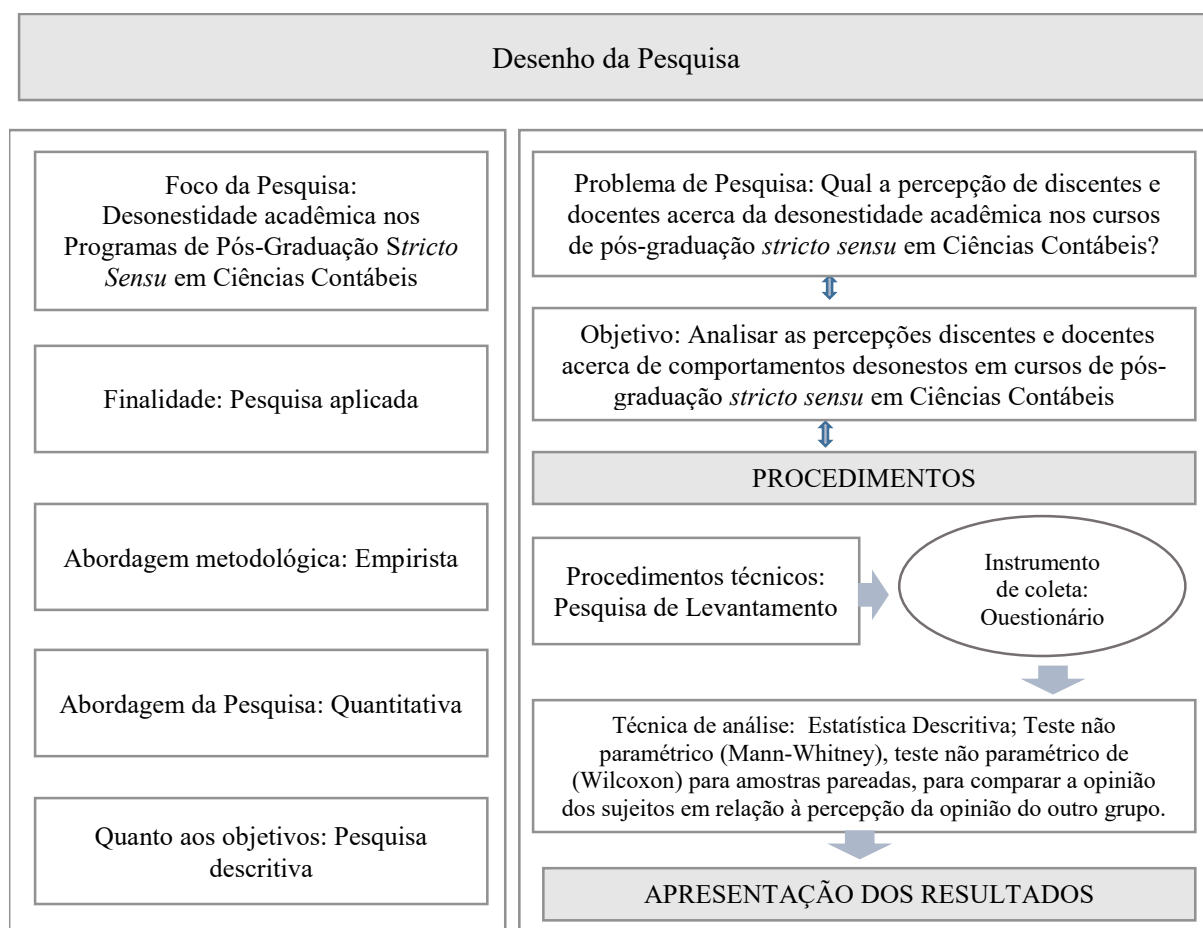 Desenho da Pesquisa
Foco da Pesquisa:
Desonestidade acadêmica nos
Programas de Pós-Graduação Stricto
Sensu em Ciências Contábeis
Finalidade: Pesquisa aplicada
Abordagem metodológica: Empirista
Abordagem da Pesquisa: Quantitativa
Quanto aos objetivos: Pesquisa
descritiva
Problema de Pesquisa: Qual a percepção de discentes e
docentes acerca da desonestidade acadêmica nos cursos
de pós-graduação stricto sensu em Ciências Contábeis?
Objetivo: Analisar as percepções discentes e docentes
acerca de comportamentos desonestos em cursos de pós-
graduação stricto sensu em Ciências Contábeis
PROCEDIMENTOS
Procedimentos técnicos:
Pesquisa de Levantamento
Instrumento
de coleta:
Questionário
Técnica de análise: Estatística Descritiva; Teste não
paramétrico (Mann-Whitney), teste não paramétrico de
(Wilcoxon) para amostras pareadas, para comparar a opinião
dos sujeitos em relação à percepção da opinião do outro grupo.
APRESENTAÇÃO DOS RESULTADOS